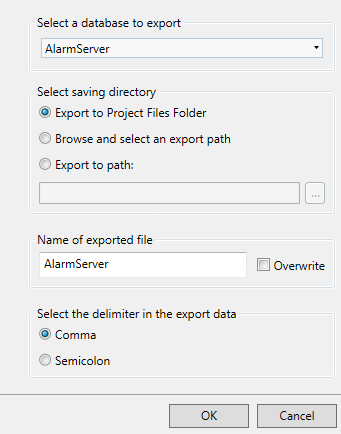 Select a database to export
AlarmServer
Select saving directory
Export to Project Files Folder
Browse and select an export path
Export to path:
...
Name of exported file
AlarmServer
Overwrite
Select the delimiter in the export data
Comma
Semicolon
OK
Cancel